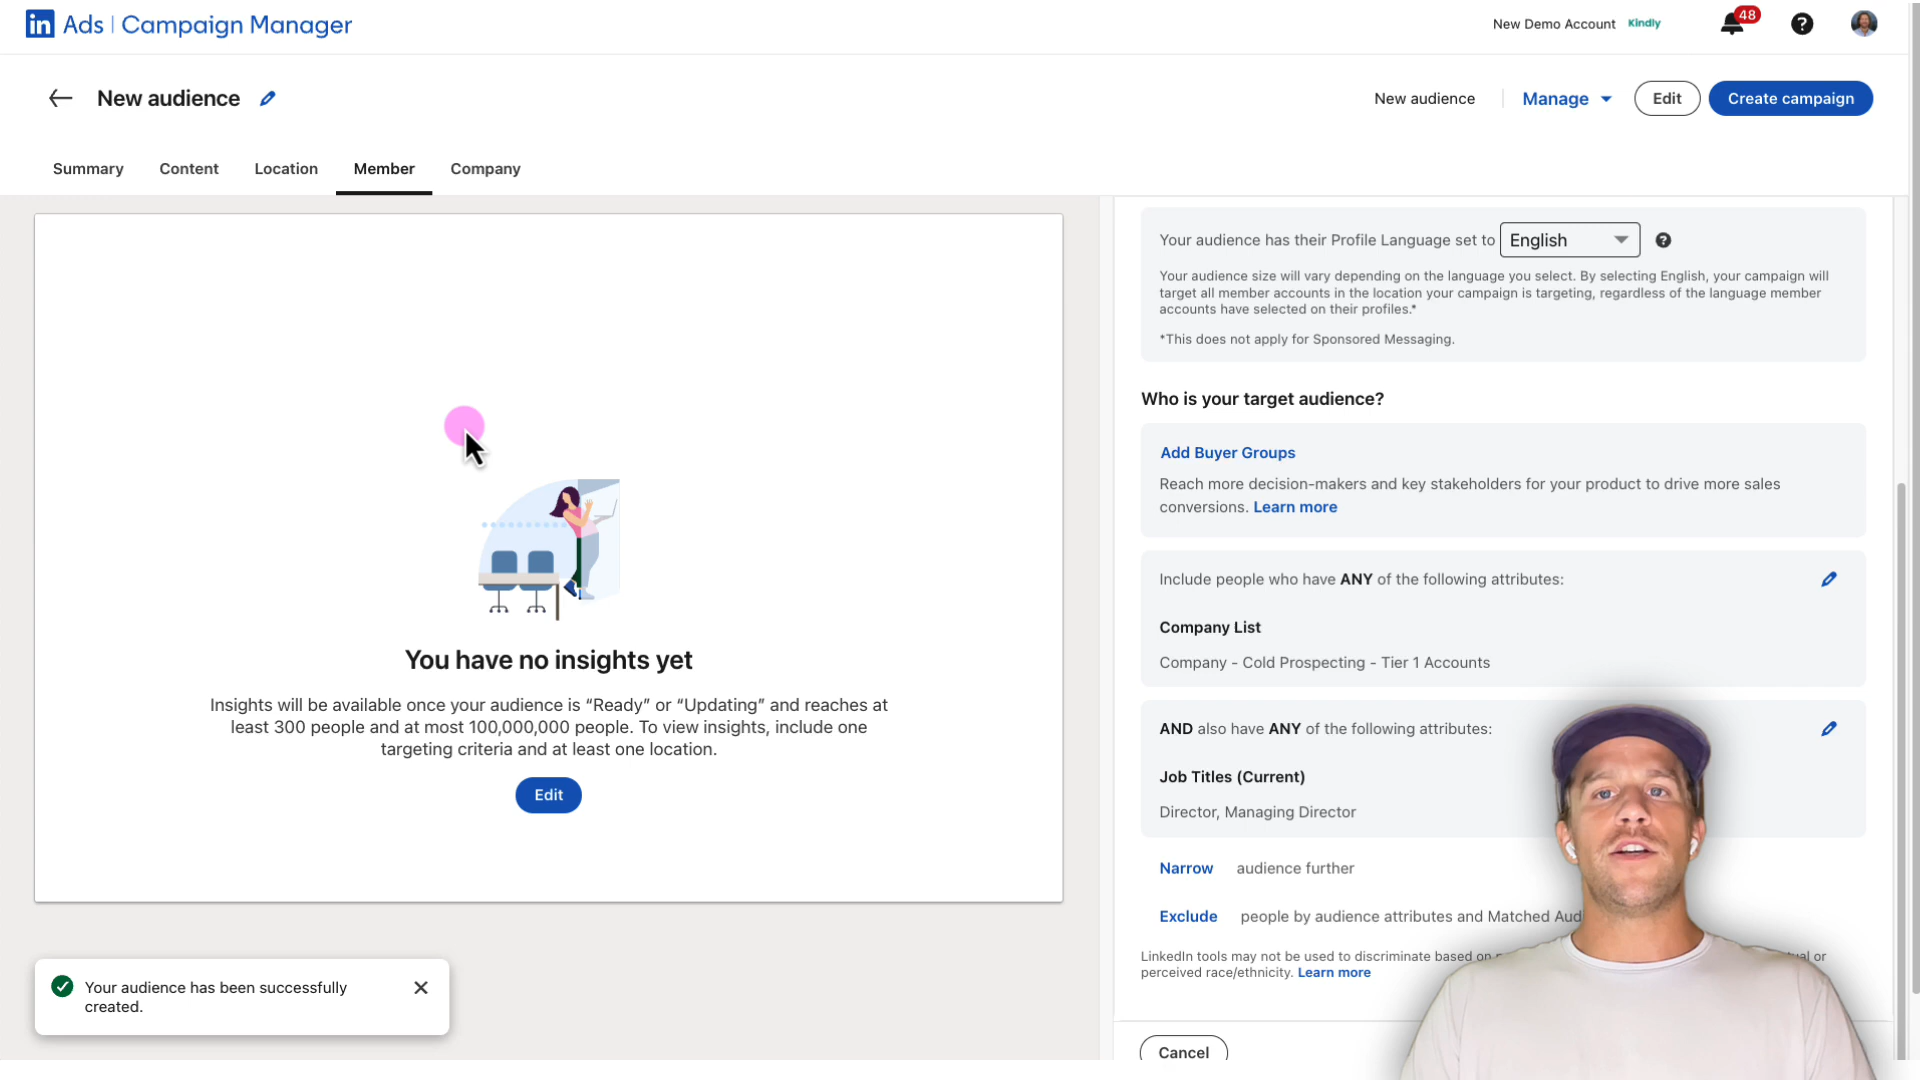 in Ads | Campaign Manager
New Demo Account Kindly
48
New audience
New audience
Manage
Edit
Create campaign
Summary
Content
Location
Member
Company
You have no insights yet
Insights will be available once your audience is “Ready” or “Updating” and reaches at
least 300 people and at most 100,000,000 people. To view insights, include one
targeting criteria and at least one location.
Edit
Your audience has been successfully
created.
Your audience has their Profile Language set to English
Your audience size will vary depending on the language you select. By selecting English, your campaign will
target all member accounts in the location your campaign is targeting, regardless of the language member
accounts have selected on their profiles.*
*This does not apply for Sponsored Messaging.
Who is your target audience?
Add Buyer Groups
Reach more decision-makers and key stakeholders for your product to drive more sales
conversions. Learn more
Include people who have ANY of the following attributes:
Company List
Company - Cold Prospecting - Tier 1 Accounts
AND also have ANY of the following attributes:
Job Titles (Current)
Director, Managing Director
Narrow audience further
Exclude people by audience attributes and Matched
LinkedIn tools may not be used to discriminate based on or
perceived race/ethnicity. Learn more
Cancel